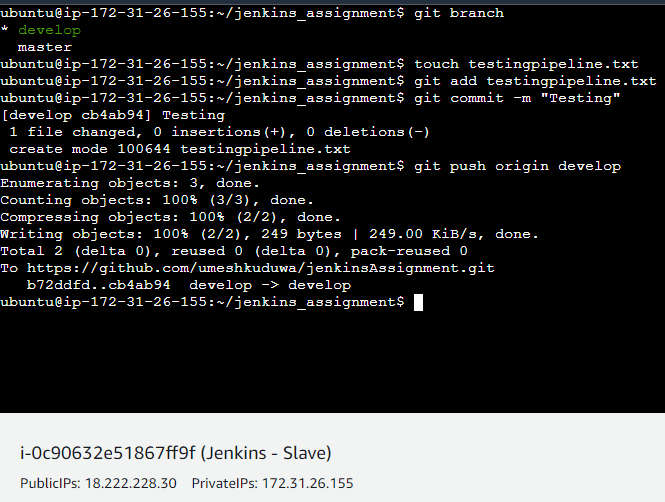 ubuntu@ip-172-31-26-155:~/jenkins_assignment$ git branch
* develop
  master
ubuntu@ip-172-31-26-155:~/jenkins_assignment$ touch testingpipeline.txt
ubuntu@ip-172-31-26-155:~/jenkins_assignment$ git add testingpipeline.txt
ubuntu@ip-172-31-26-155:~/jenkins_assignment$ git commit -m "Testing"
[develop cb4ab94] Testing
 1 file changed, 0 insertions(+), 0 deletions(-)
 create mode 100644 testingpipeline.txt
ubuntu@ip-172-31-26-155:~/jenkins_assignment$ git push origin develop
Enumerating objects: 3, done.
Counting objects: 100% (3/3), done.
Compressing objects: 100% (2/2), done.
Writing objects: 100% (2/2), 249 bytes | 249.00 KiB/s, done.
Total 2 (delta 0), reused 0 (delta 0), pack-reused 0
To https://github.com/umeshkuduwa/jenkinsAssignment.git
   b72ddfd..cb4ab94  develop -> develop
ubuntu@ip-172-31-26-155:~/jenkins_assignment$
i-0c90632e51867ff9f (Jenkins - Slave)
PublicIPs: 18.222.228.30 PrivateIPs: 172.31.26.155